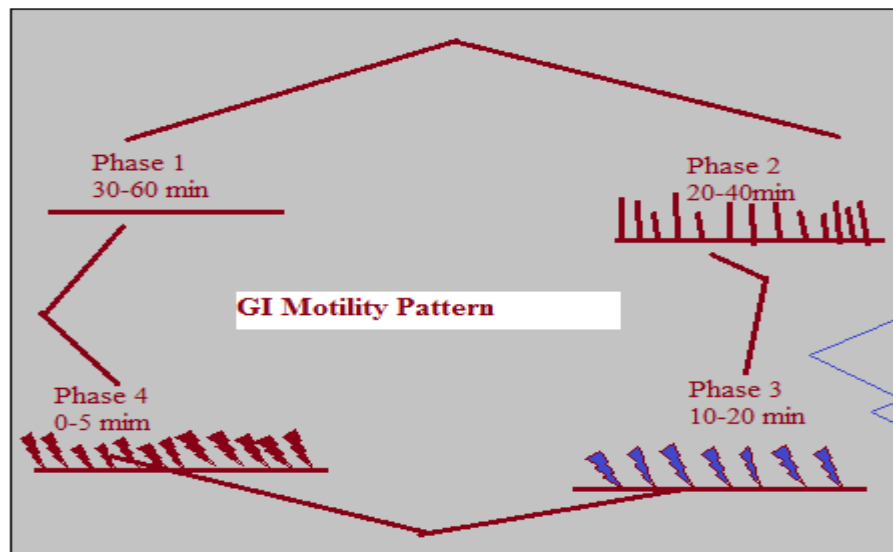 Phase 1
30-60 min
Phase 2
20-40min
GI Motility Pattern
Phase 4
0-5 mim
Phase 3
10-20 min